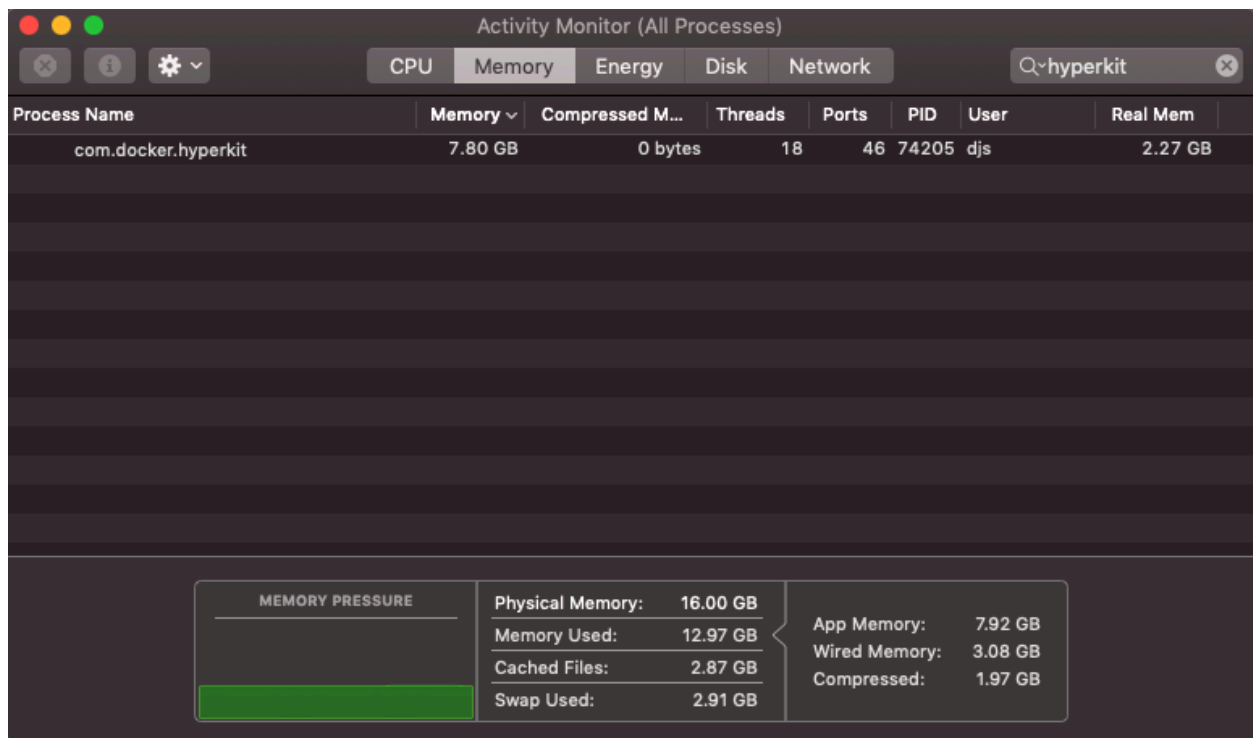 Activity Monitor (All Processes)
CPU Memory Energy Disk Network hyperkit
Process Name Memory Compressed M... Threads Ports PID User Real Mem
com.docker.hyperkit 7.80 GB 0 bytes 18 46 74205 djs 2.27 GB
MEMORY PRESSURE
Physical Memory: 16.00 GB
Memory Used: 12.97 GB
Cached Files: 2.87 GB
Swap Used: 2.91 GB
App Memory: 7.92 GB
Wired Memory: 3.08 GB
Compressed: 1.97 GB